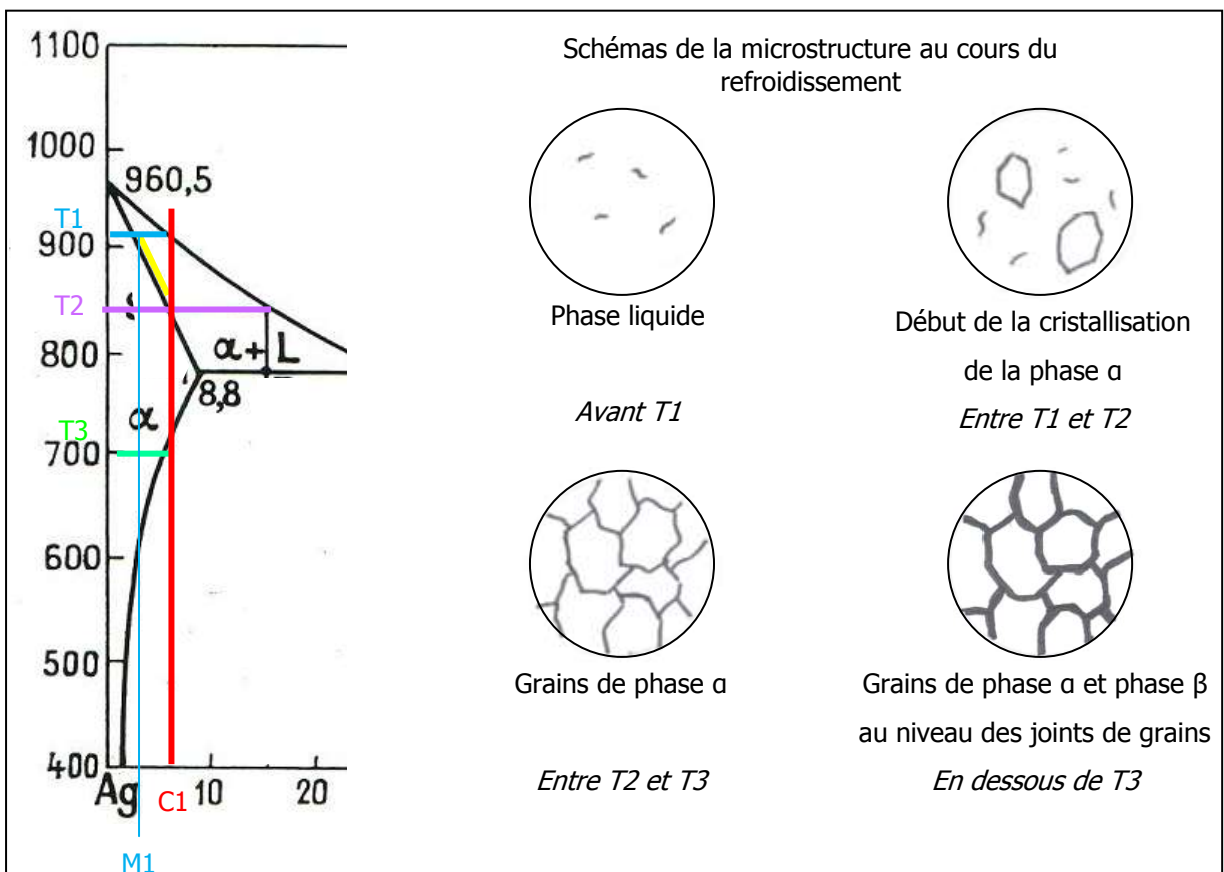 1100
1000
960,5
T1
900
T2
800
α+L
8,8
α
T3
700
600
500
400
Ag
C1
10
20
M1
Schémas de la microstructure au cours du
refroidissement
Phase liquide
Avant T1
Début de la cristallisation
de la phase α
Entre T1 et T2
Grains de phase α
Entre T2 et T3
Grains de phase α et phase β
au niveau des joints de grains
En dessous de T3